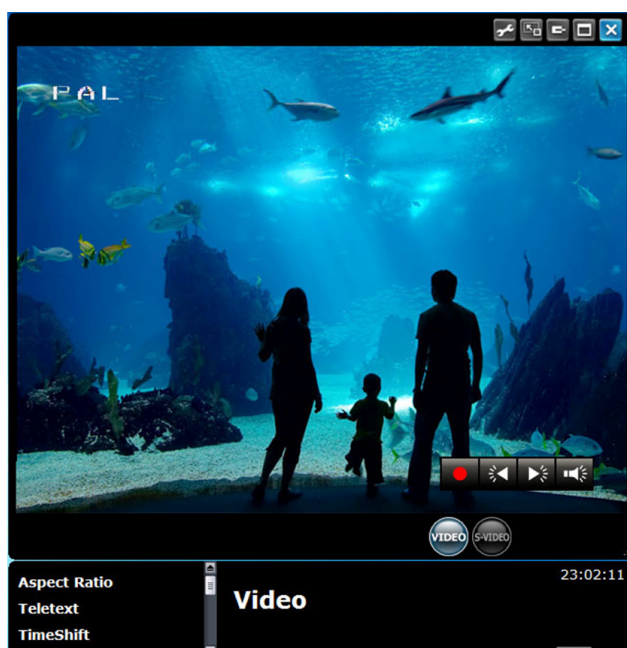 PAL
VIDEO S-VIDEO
Aspect Ratio
Teletext
TimeShift
23:02:11
Video